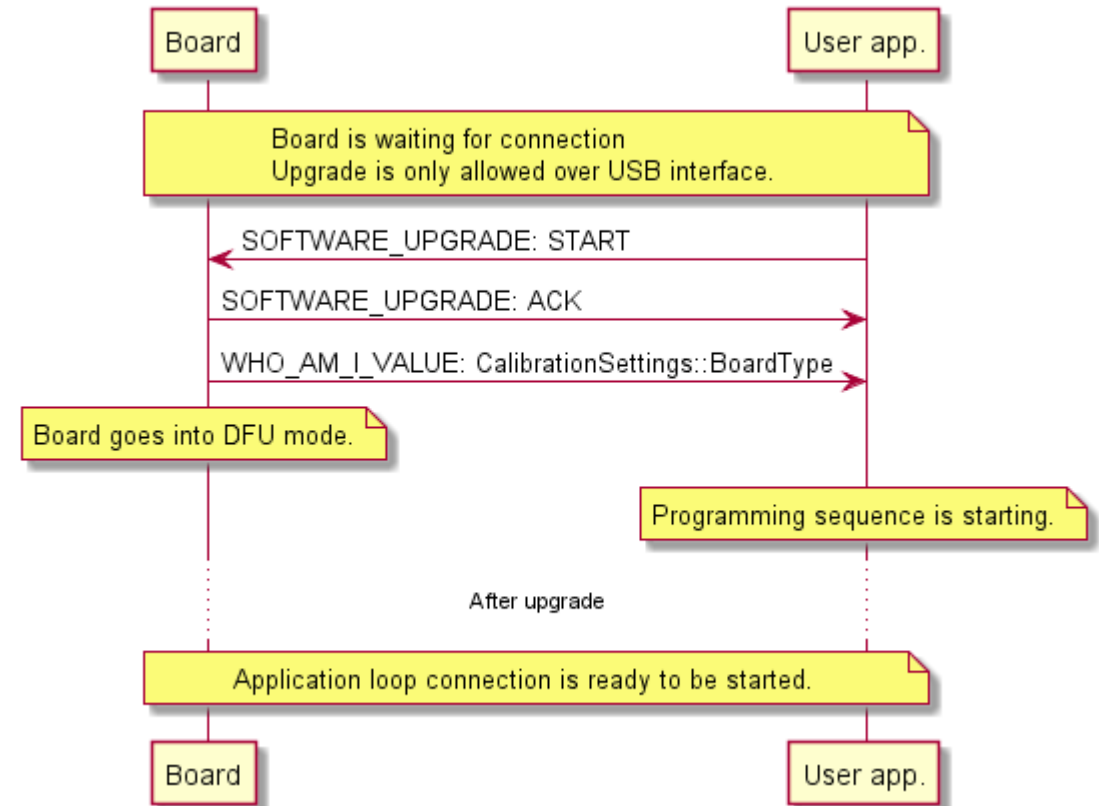 Board
User app.
Board is waiting for connection
Upgrade is only allowed over USB interface.
SOFTWARE_UPGRADE: START
SOFTWARE_UPGRADE: ACK
WHO_AM_I_VALUE: CalibrationSettings::BoardType
Board goes into DFU mode.
Programming sequence is starting.
After upgrade
Application loop connection is ready to be started.
Board
User app.